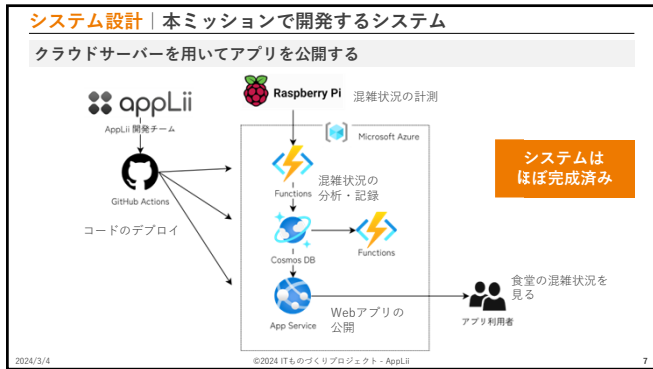 システム設計｜本ミッションで開発するシステム
クラウドサーバーを用いてアプリを公開する
appLii
AppLii 開発チーム
GitHub Actions
コードのデプロイ
Raspberry Pi
混雑状況の計測
Microsoft Azure
Functions
混雑状況の
分析・記録
Cosmos DB
Functions
App Service
Webアプリの
公開
システムは
ほぼ完成済み
食堂の混雑状況を
見る
アプリ利用者
2024/3/4
©2024 ITものづくりプロジェクト - AppLii
7